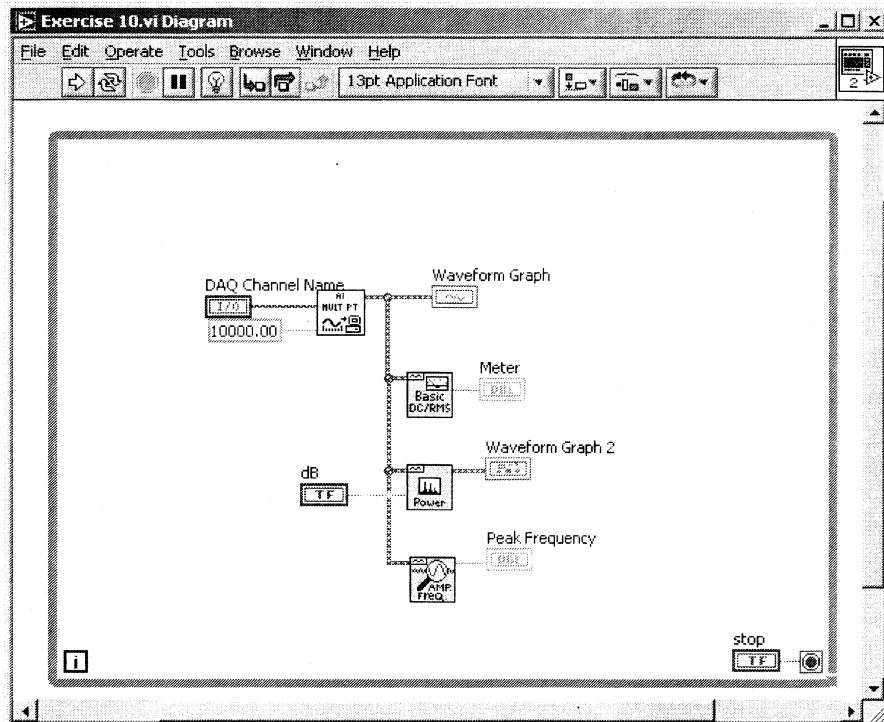 Exercise 10.vi Diagram
File Edit Operate Tools Browse Window Help
13pt Application Font
2
DAQ Channel Name
I/O
10000.00
AI
MULT PT
Waveform Graph
Meter
DBL
Basic
DC/RMS
Waveform Graph 2
dB
TF
Power
Peak Frequency
DBL
AMP
FREQ
i
stop
TF